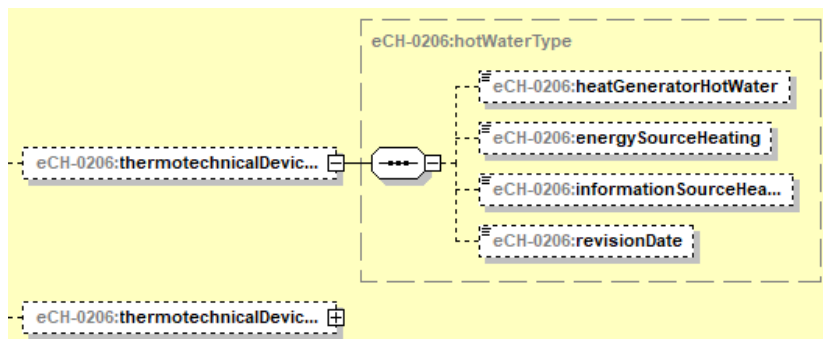 eCH-0206:hotWaterType
eCH-0206:heatGeneratorHotWater
eCH-0206:energySourceHeating
eCH-0206:thermotechnicalDevic...
eCH-0206:informationSourceHea...
eCH-0206:revisionDate
eCH-0206:thermotechnicalDevic...